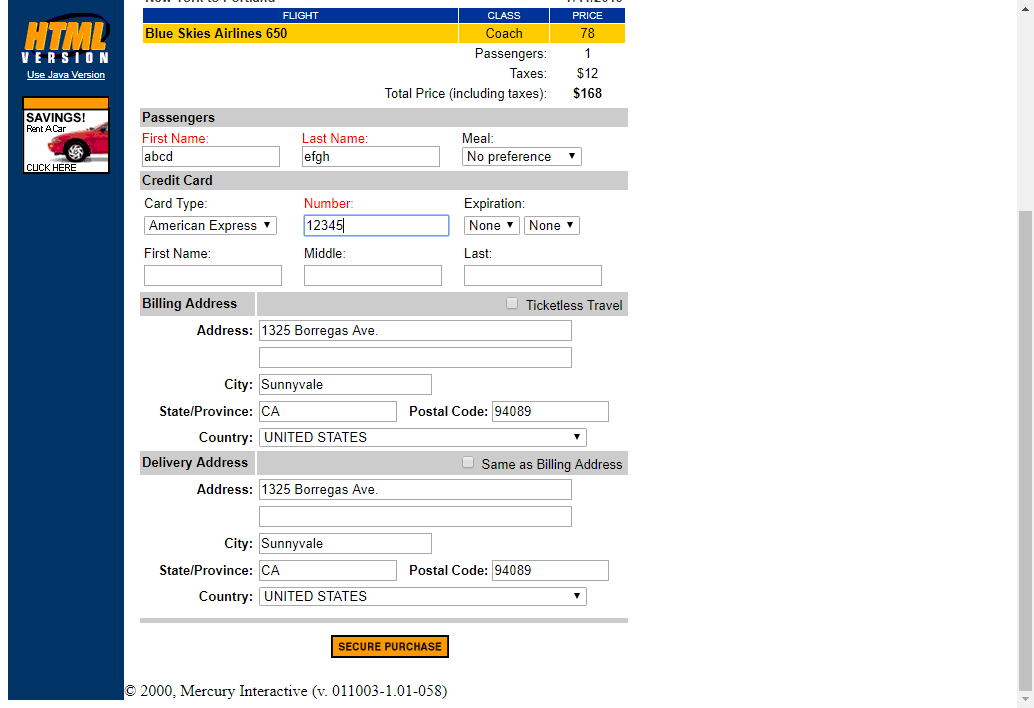 HTML
VERSION
Use Java Version
SAVINGS!
Rent A Car
CLICK HERE
New York to Portland
FLIGHT CLASS PRICE
Blue Skies Airlines 650 Coach 78
Passengers: 1
Taxes: $12
Total Price (including taxes): $168
Passengers
First Name: Last Name: Meal:
abcd efgh No preference
Credit Card
Card Type: Number: Expiration:
American Express 12345 None None
First Name: Middle: Last:
Billing Address Ticketless Travel
Address: 1325 Borregas Ave.
City: Sunnyvale
State/Province: CA Postal Code: 94089
Country: UNITED STATES
Delivery Address Same as Billing Address
Address: 1325 Borregas Ave.
City: Sunnyvale
State/Province: CA Postal Code: 94089
Country: UNITED STATES
SECURE PURCHASE
© 2000, Mercury Interactive (v. 011003-1.01-058)